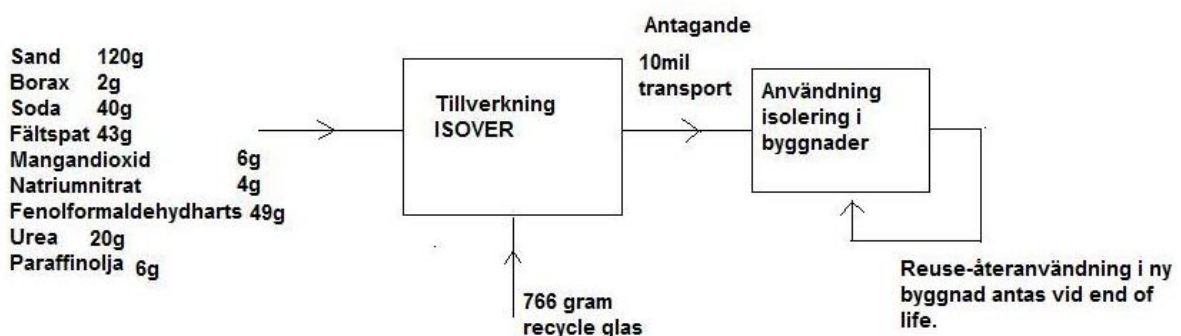 Sand 120g
Borax 2g
Soda 40g
Fältspat 43g
Mangandioxid 6g
Natriumnitrat 4g
Fenolformaldehydharts 49g
Urea 20g
Paraffinolja 6g
Tillverkning
ISOVER
766 gram
recycle glas
Antagande
10mil
transport
Användning
isolering i
byggnader
Reuse-återanvändning i ny
byggnad antas vid end of
life.